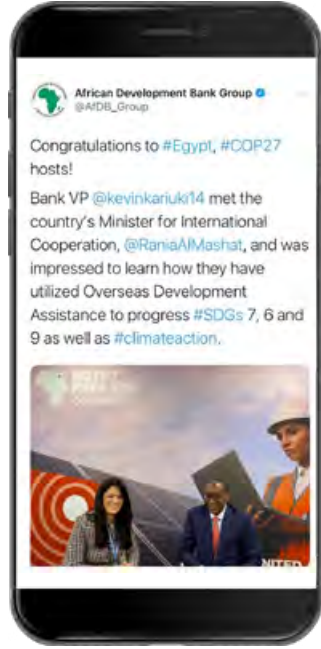 African Development Bank Group
@AfDB_Group
Congratulations to #Egypt, #COP27
hosts!
Bank VP @kevinkariuki14 met the
country's Minister for International
Cooperation, @RaniaAlMashat, and was
impressed to learn how they have
utilized Overseas Development
Assistance to progress #SDGs 7, 6 and
9 as well as #climateaction.